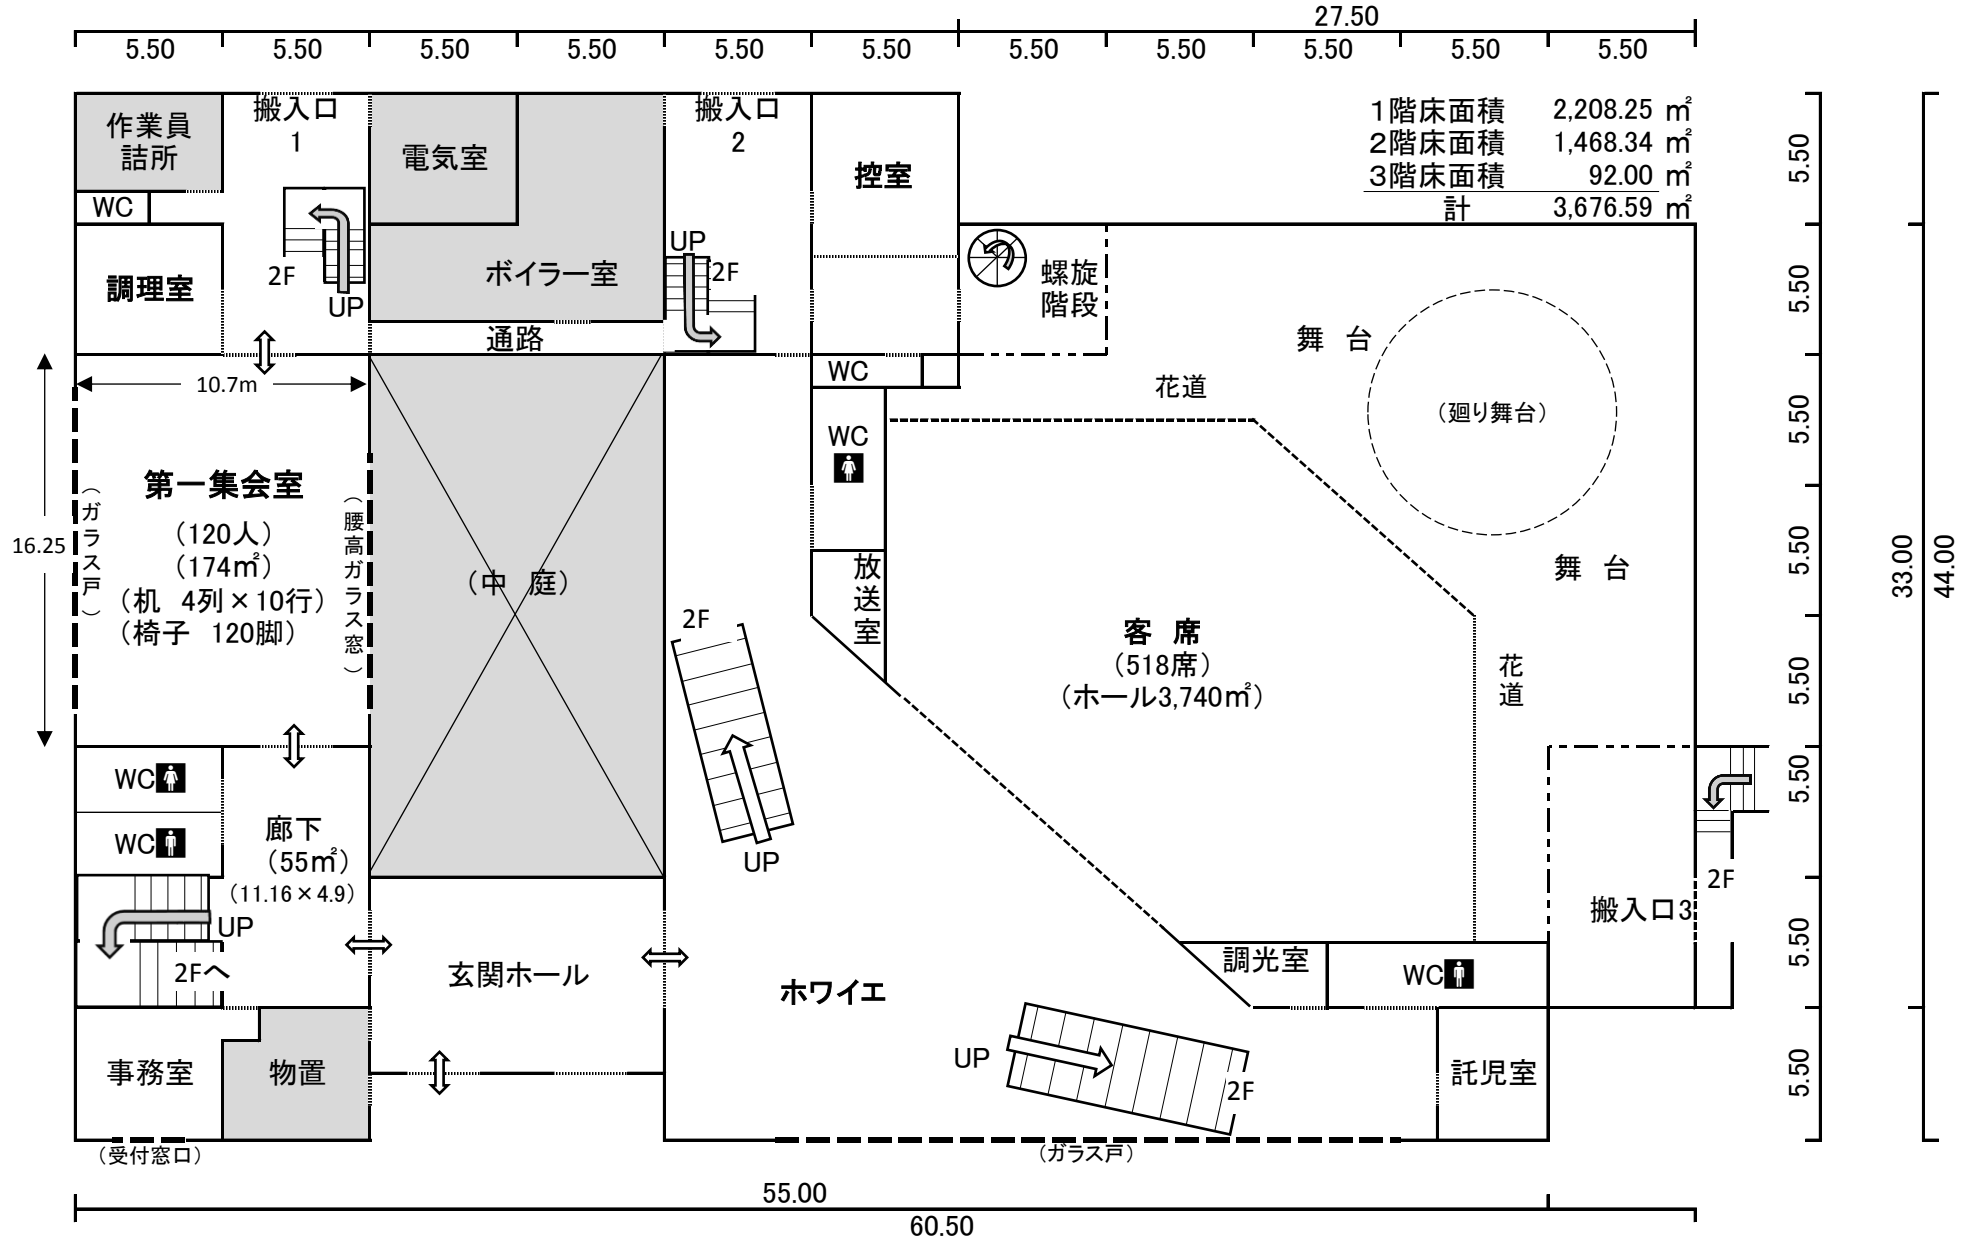 27.50
5.50 5.50 5.50 5.50 5.50 5.50 5.50 5.50 5.50 5.50 5.50
1階床面積 2,208.25 ㎡
2階床面積 1,468.34 ㎡
3階床面積 92.00 ㎡
計 3,676.59 ㎡
作業員
詰所
搬入口
1
電気室
搬入口
2
控室
WC
調理室
2F
UP
ボイラー室
UP
2F
螺旋
階段
通路
舞 台
10.7m
WC
花道
(廻り舞台)
16.25
第一集会室
(120人)
(174㎡)
(机 4列×10行)
(椅子 120脚)
(ガラス戸)
(腰高ガラス窓)
(中 庭)
WC
放送室
舞 台
2F
客 席
(518席)
(ホール3,740㎡)
花道
UP
WC
WC
廊下
(55㎡)
(11.16×4.9)
UP
2Fへ
玄関ホール
ホワイエ
調光室
WC
搬入口3
2F
事務室
物置
UP
2F
託児室
(受付窓口)
(ガラス戸)
5.50
5.50
5.50
5.50
5.50
5.50
5.50
5.50
33.00
44.00
55.00
60.50